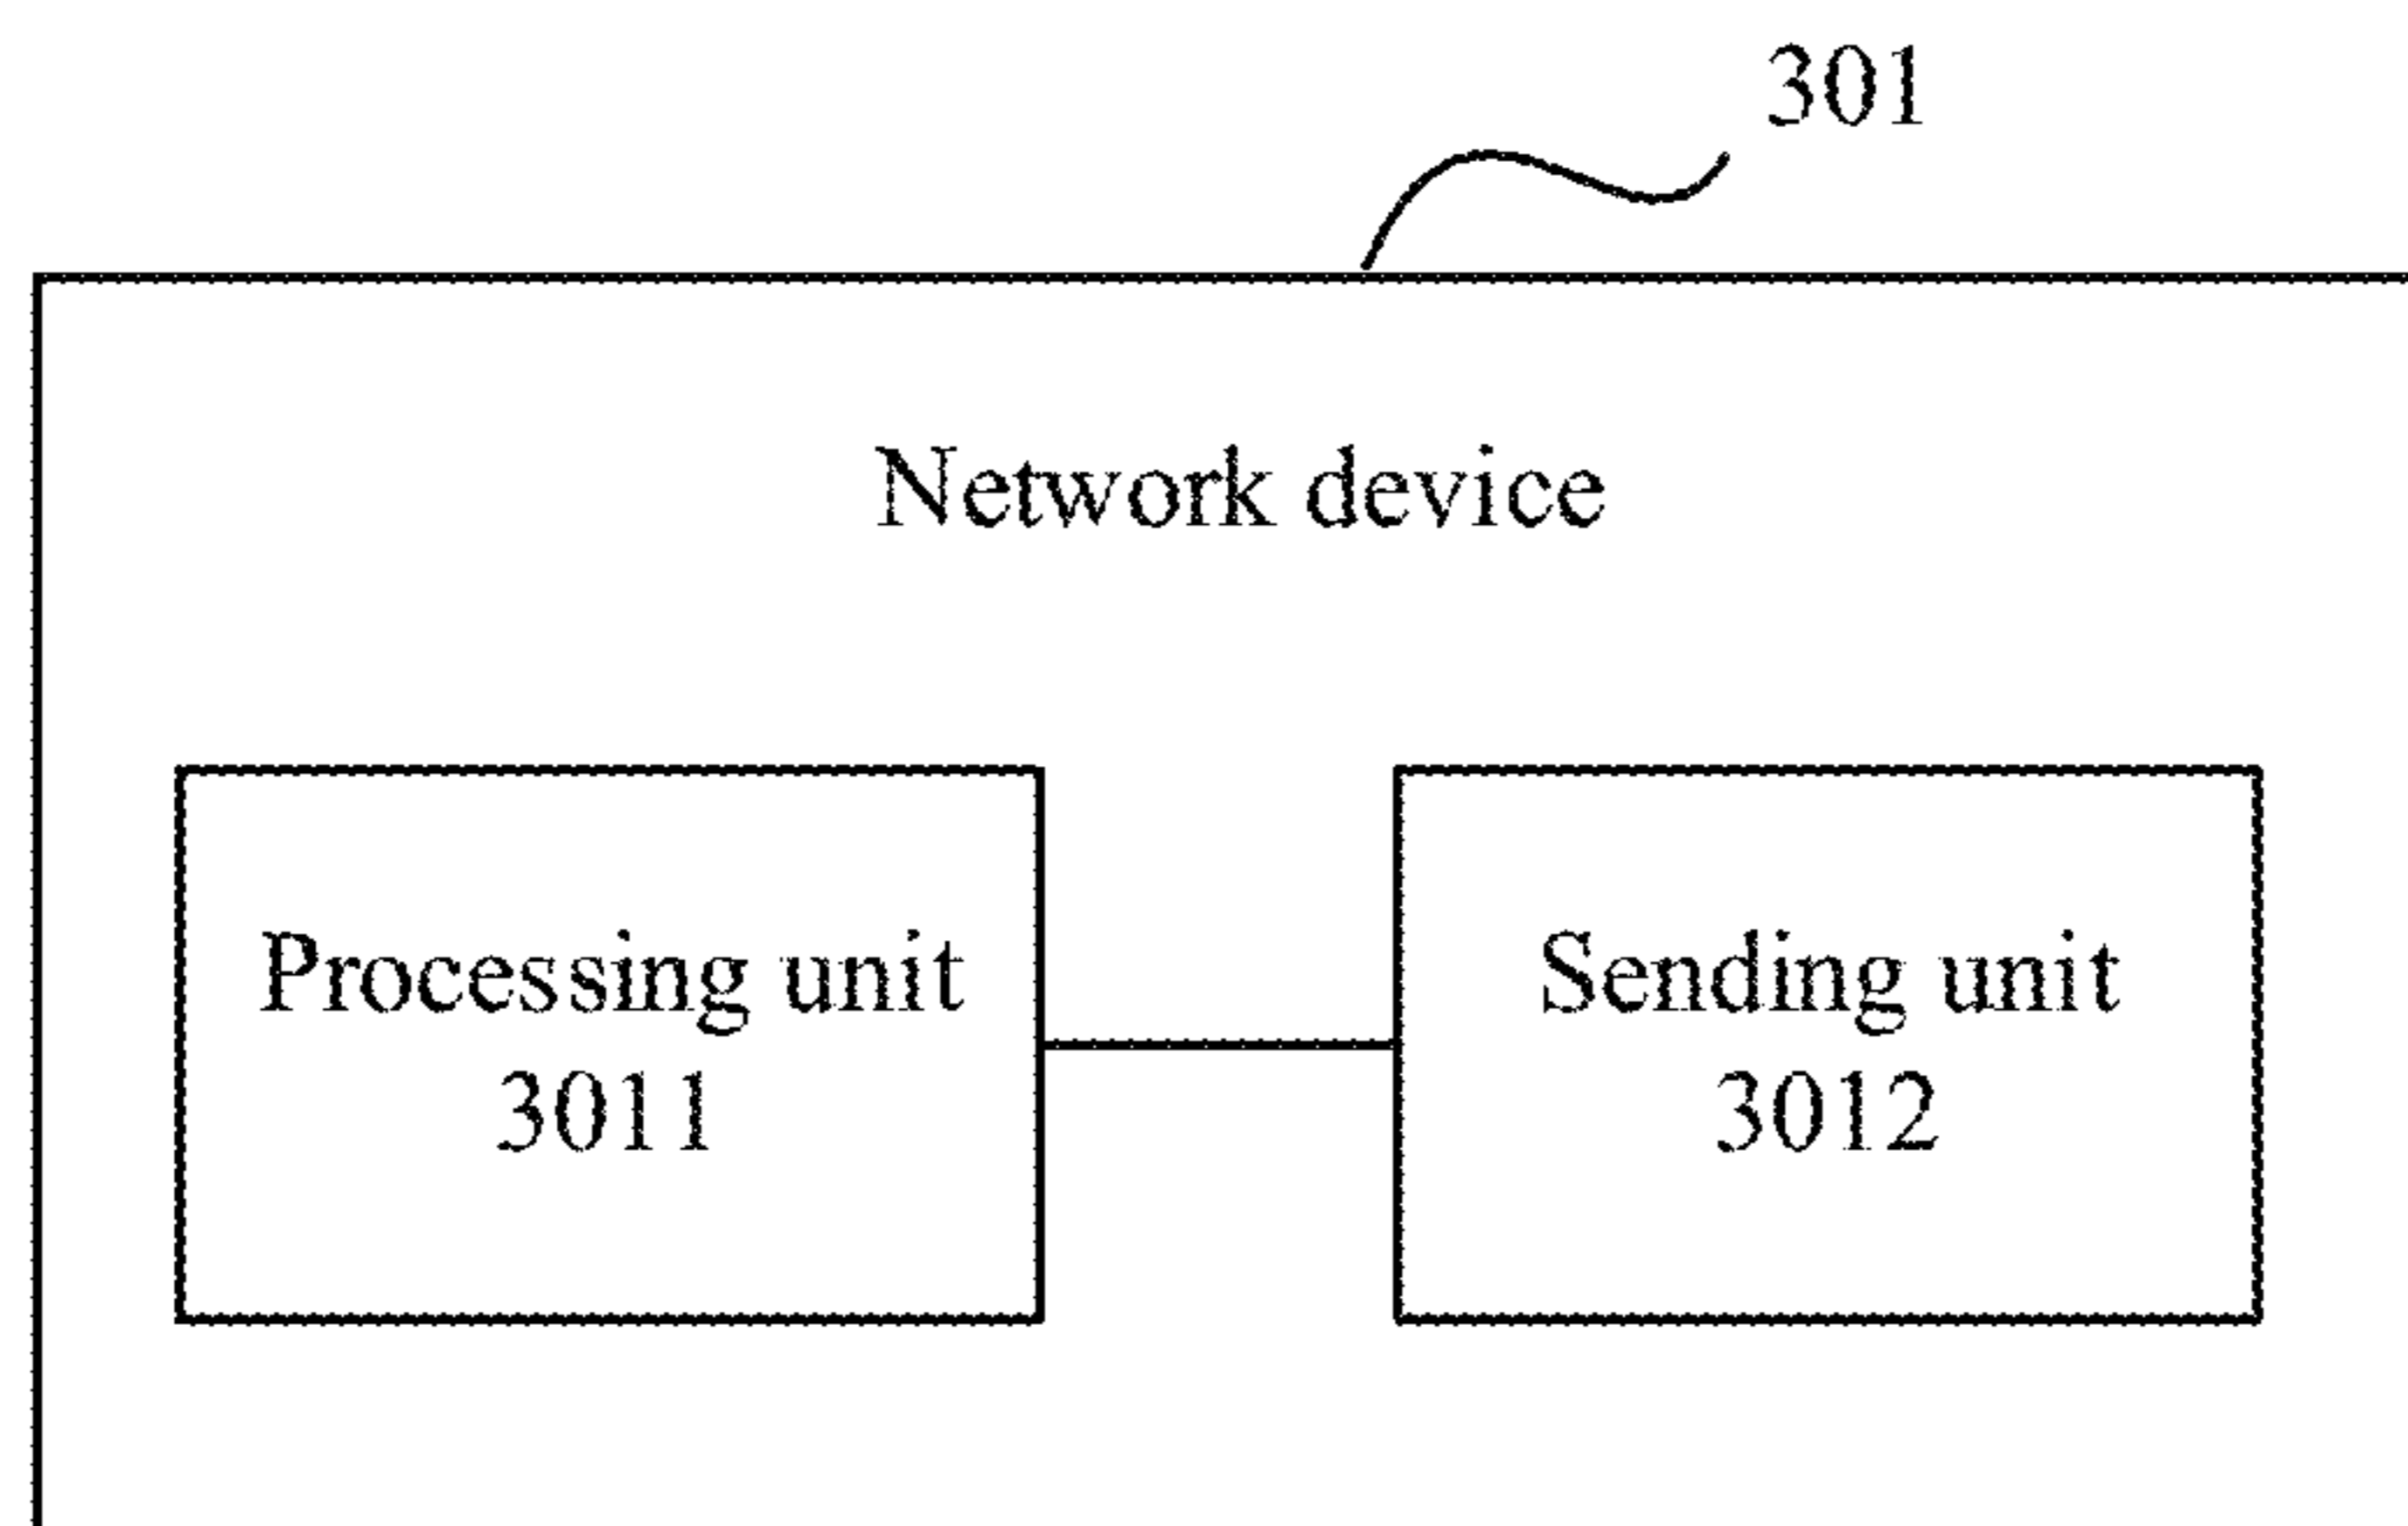 301
Network device
Processing unit
3011
Sending unit
3012